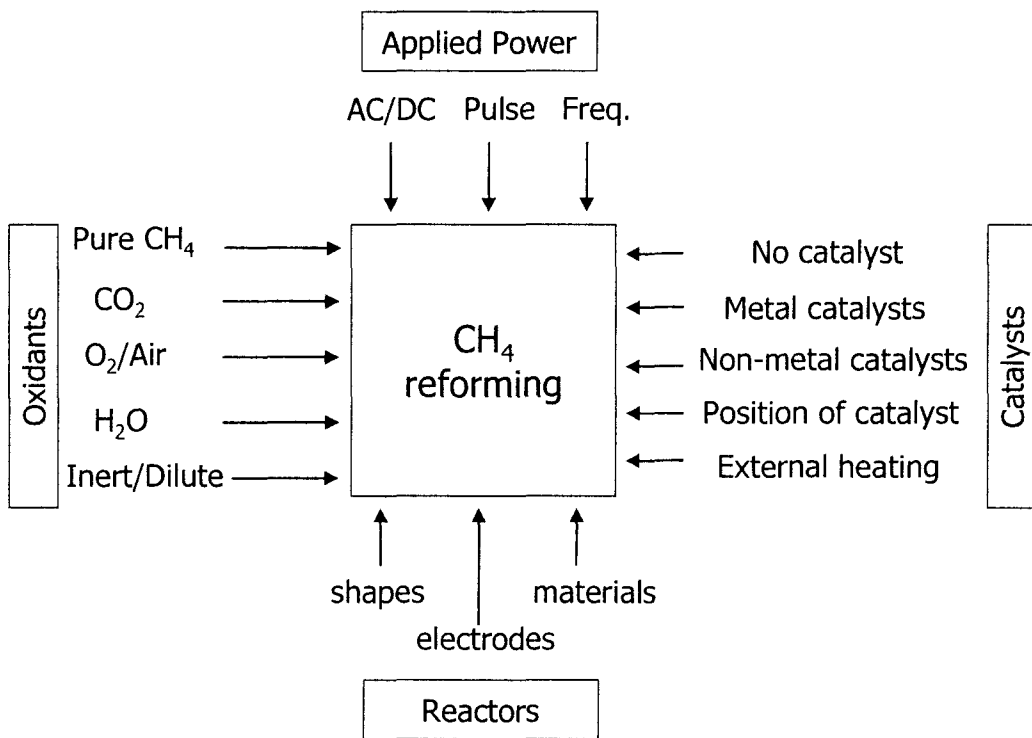 Applied Power
AC/DC Pulse Freq.
Oxidants
Pure CH₄
CO₂
O₂/Air
H₂O
Inert/Dilute
CH₄
reforming
No catalyst
Metal catalysts
Non-metal catalysts
Position of catalyst
External heating
Catalysts
shapes
materials
electrodes
Reactors